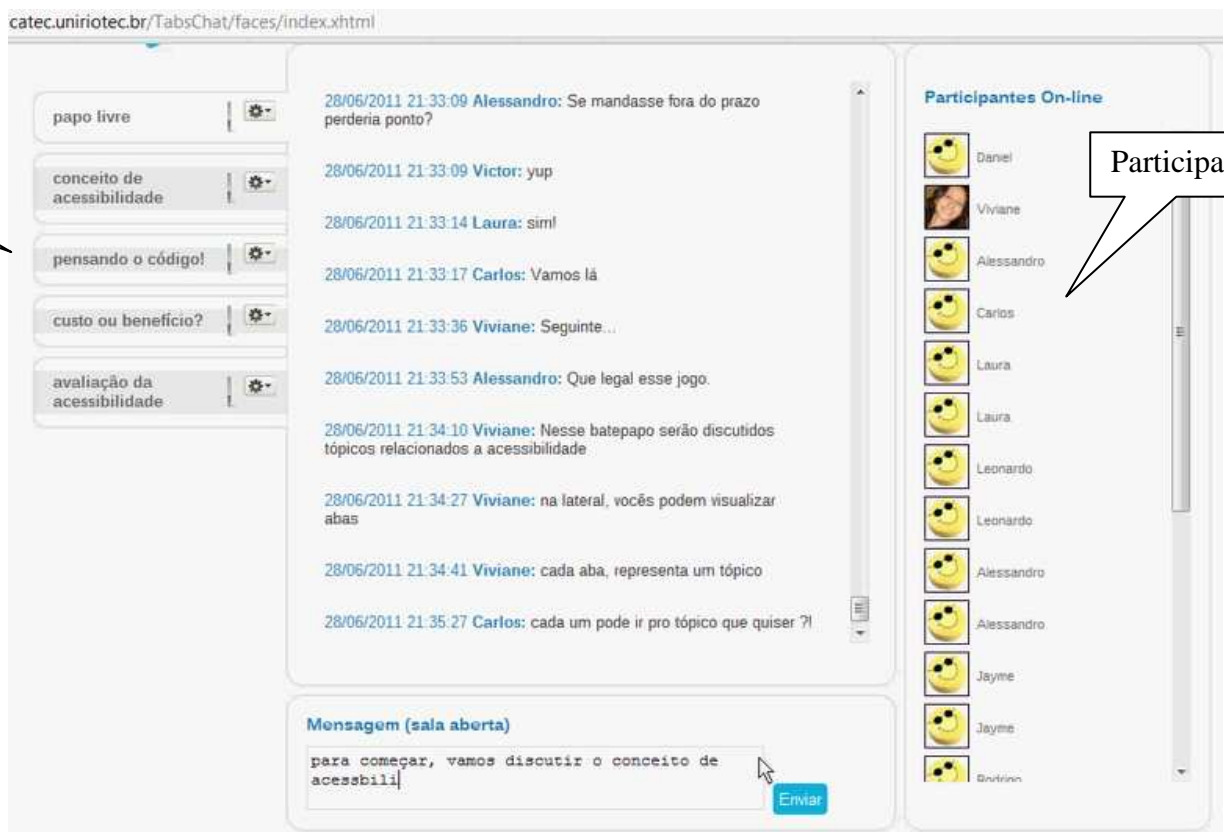 catec.uniriotec.br/TabsChat/faces/index.xhtml
papo livre
conceito de
acessibilidade
pensando o código!
custo ou benefício?
avaliação da
acessibilidade
28/06/2011 21:33:09 Alessandro: Se mandasse fora do prazo
perderia ponto?
28/06/2011 21:33:09 Victor: yup
28/06/2011 21:33:14 Laura: sim!
28/06/2011 21:33:17 Carlos: Vamos lá
28/06/2011 21:33:36 Viviane: Seguinte...
28/06/2011 21:33:53 Alessandro: Que legal esse jogo.
28/06/2011 21:34:10 Viviane: Nesse batepapo serão discutidos
tópicos relacionados a acessibilidade
28/06/2011 21:34:27 Viviane: na lateral, vocês podem visualizar
abas
28/06/2011 21:34:41 Viviane: cada aba, representa um tópico
28/06/2011 21:35:27 Carlos: cada um pode ir pro tópico que quiser ?!
Mensagem (sala aberta)
para começar, vamos discutir o conceito de
acessbili
Enviar
Participantes On-line
Daniel
Viviane
Alessandro
Carlos
Laura
Laura
Leonardo
Leonardo
Alessandro
Alessandro
Jayme
Jayme
Rodrigo
Participa